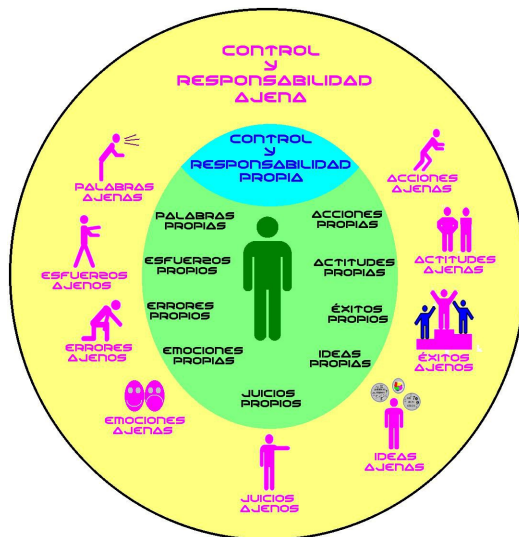 CONTROL
Y
RESPONSABILIDAD
AJENA
CONTROL
Y
RESPONSABILIDAD
PROPIA
PALABRAS
AJENAS
ACCIONES
AJENAS
PALABRAS
PROPIAS
ACCIONES
PROPIAS
ESFUERZOS
AJENOS
ESFUERZOS
PROPIOS
ACTITUDES
PROPIAS
ACTITUDES
AJENAS
ERRORES
AJENOS
ERRORES
PROPIOS
ÉXITOS
PROPIOS
ÉXITOS
AJENOS
EMOCIONES
PROPIAS
IDEAS
PROPIAS
EMOCIONES
AJENAS
JUICIOS
PROPIOS
IDEAS
AJENAS
JUICIOS
AJENOS